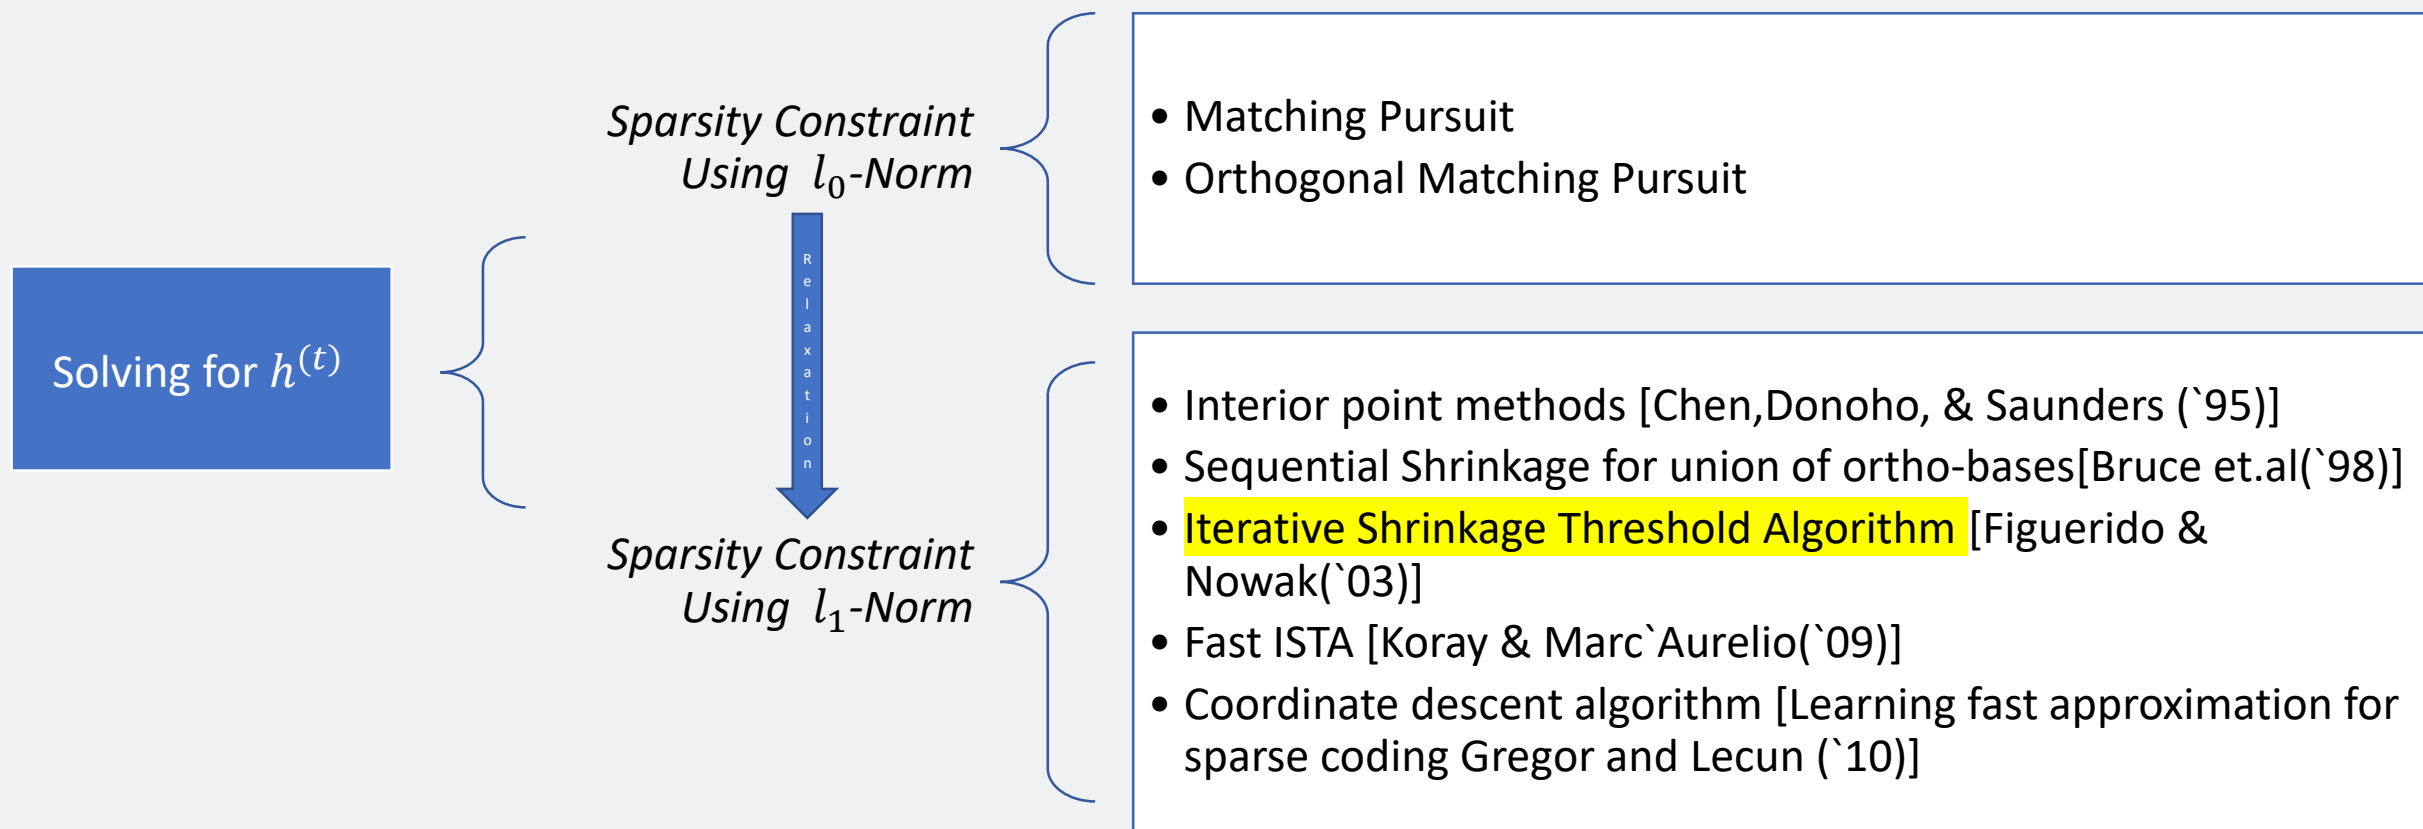 Sparsity Constraint
Using l₀-Norm
• Matching Pursuit
• Orthogonal Matching Pursuit
Relaxation
Solving for h⁽ᵗ⁾
Sparsity Constraint
Using l₁-Norm
• Interior point methods [Chen,Donoho, & Saunders (`95)]
• Sequential Shrinkage for union of ortho-bases[Bruce et.al(`98)]
• Iterative Shrinkage Threshold Algorithm [Figuerido &
Nowak(`03)]
• Fast ISTA [Koray & Marc`Aurelio(`09)]
• Coordinate descent algorithm [Learning fast approximation for
sparse coding Gregor and Lecun (`10)]